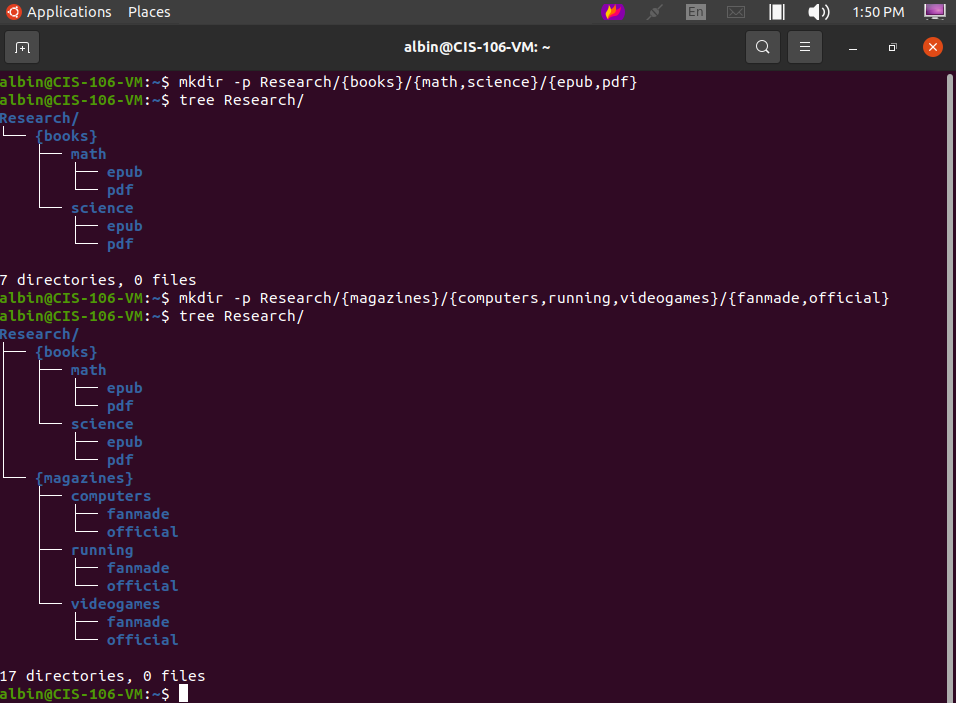 Applications Places En 1:50 PM
albin@CIS-106-VM: ~
albin@CIS-106-VM:~$ mkdir -p Research/{books}/{math,science}/{epub,pdf}
albin@CIS-106-VM:~$ tree Research/
Research/
└── {books}
    ├── math
    │   ├── epub
    │   └── pdf
    └── science
        ├── epub
        └── pdf

7 directories, 0 files
albin@CIS-106-VM:~$ mkdir -p Research/{magazines}/{computers,running,videogames}/{fanmade,official}
albin@CIS-106-VM:~$ tree Research/
Research/
├── {books}
│   ├── math
│   │   ├── epub
│   │   └── pdf
│   └── science
│       ├── epub
│       └── pdf
└── {magazines}
    ├── computers
    │   ├── fanmade
    │   └── official
    ├── running
    │   ├── fanmade
    │   └── official
    └── videogames
        ├── fanmade
        └── official

17 directories, 0 files
albin@CIS-106-VM:~$